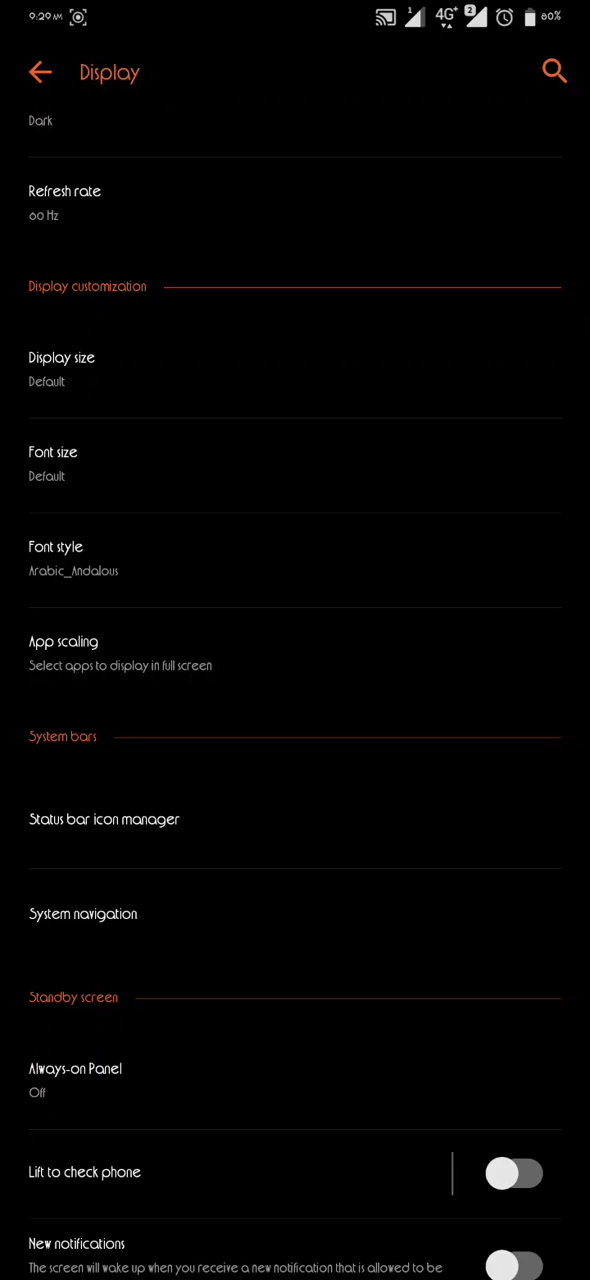 9:29 AM 1 4G+ 2 60%
Display
Dark
Refresh rate
60 Hz
Display customization
Display size
Default
Font size
Default
Font style
Arabic_Andalous
App scaling
Select apps to display in full screen
System bars
Status bar icon manager
System navigation
Standby screen
Always-on Panel
Off
Lift to check phone
New notifications
The screen will wake up when you receive a new notification that is allowed to be